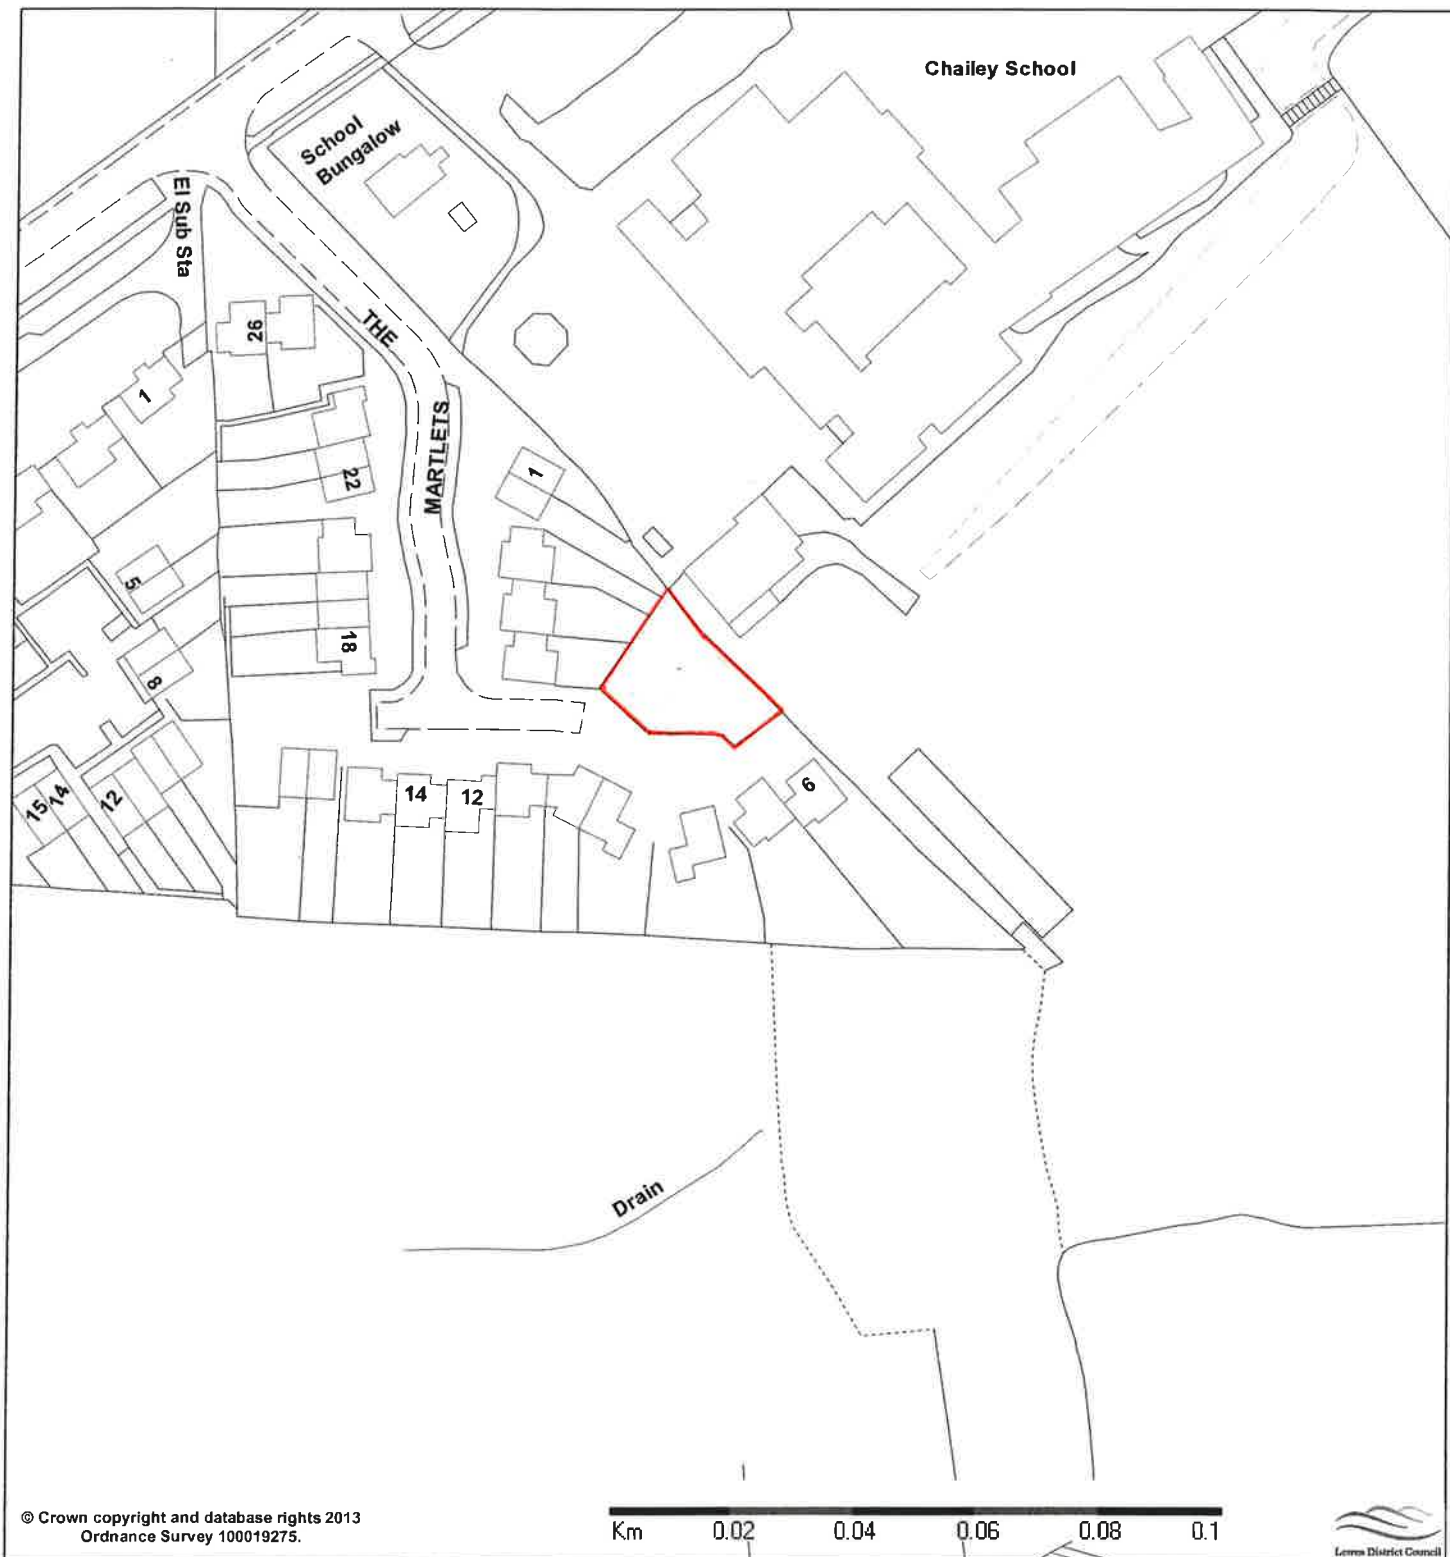 Chailey School
School
Bungalow
El Sub Sta
THE
MARTLETS
26
1
22
1
5
18
8
6
14
12
15
14
12
Drain
© Crown copyright and database rights 2013
Ordnance Survey 100019275.
Km 0.02 0.04 0.06 0.08 0.1
Lewes District Council